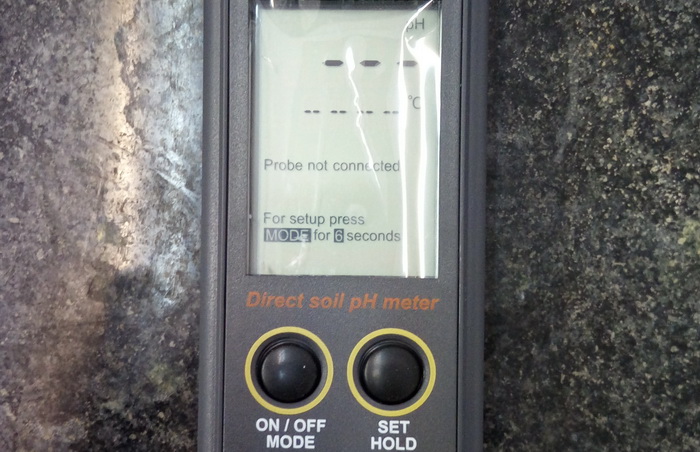 pH
- - -
-- -- -- --
°C
Probe not connected
For setup press
MODE for 6 seconds
Direct soil pH meter
ON / OFF
MODE
SET
HOLD